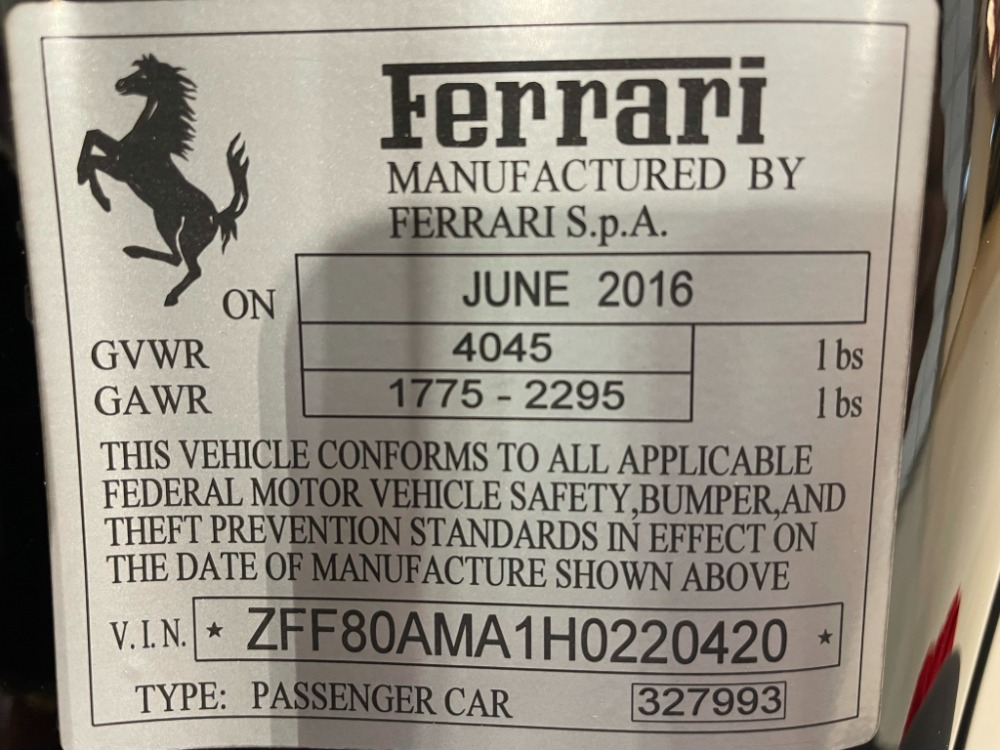 Ferrari
MANUFACTURED BY
FERRARI S.p.A.
ON JUNE 2016
GVWR 4045 lbs
GAWR 1775 - 2295 lbs
THIS VEHICLE CONFORMS TO ALL APPLICABLE
FEDERAL MOTOR VEHICLE SAFETY,BUMPER,AND
THEFT PREVENTION STANDARDS IN EFFECT ON
THE DATE OF MANUFACTURE SHOWN ABOVE
V.I.N. * ZFF80AMA1H0220420 *
TYPE: PASSENGER CAR 327993